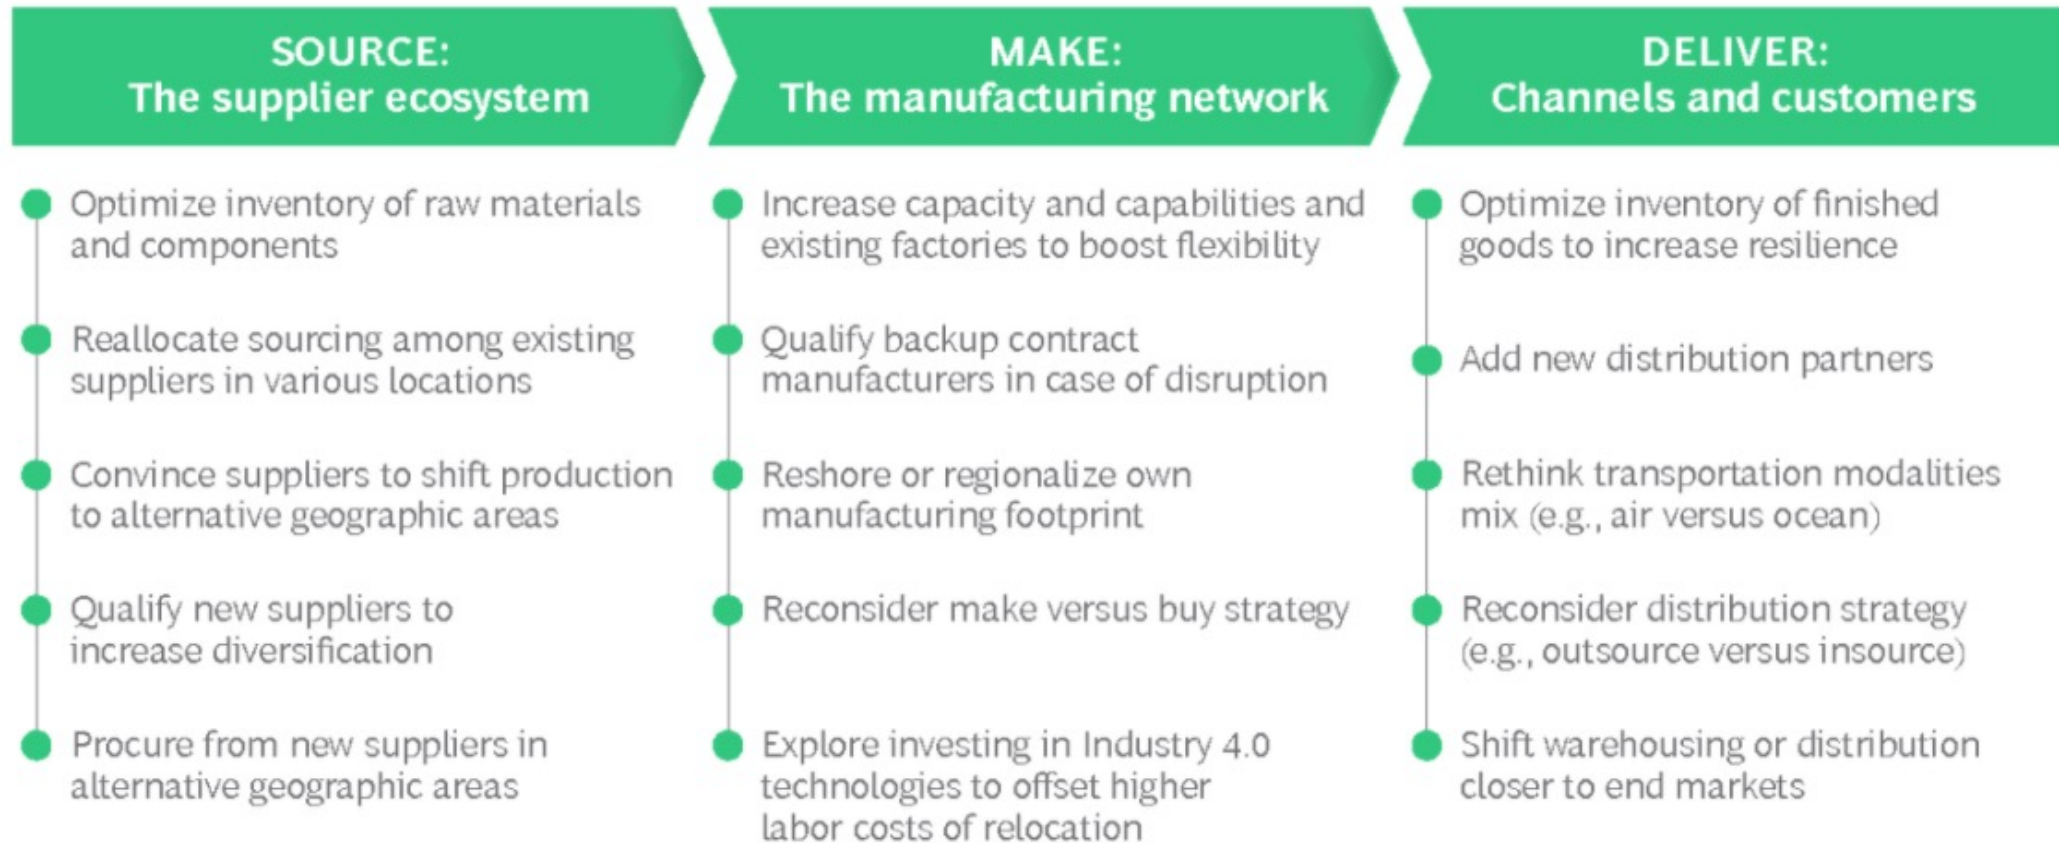 SOURCE:
The supplier ecosystem
Optimize inventory of raw materials
and components
Reallocate sourcing among existing
suppliers in various locations
Convince suppliers to shift production
to alternative geographic areas
Qualify new suppliers to
increase diversification
Procure from new suppliers in
alternative geographic areas
MAKE:
The manufacturing network
Increase capacity and capabilities and
existing factories to boost flexibility
Qualify backup contract
manufacturers in case of disruption
Reshore or regionalize own
manufacturing footprint
Reconsider make versus buy strategy
Explore investing in Industry 4.0
technologies to offset higher
labor costs of relocation
DELIVER:
Channels and customers
Optimize inventory of finished
goods to increase resilience
Add new distribution partners
Rethink transportation modalities
mix (e.g., air versus ocean)
Reconsider distribution strategy
(e.g., outsource versus insource)
Shift warehousing or distribution
closer to end markets